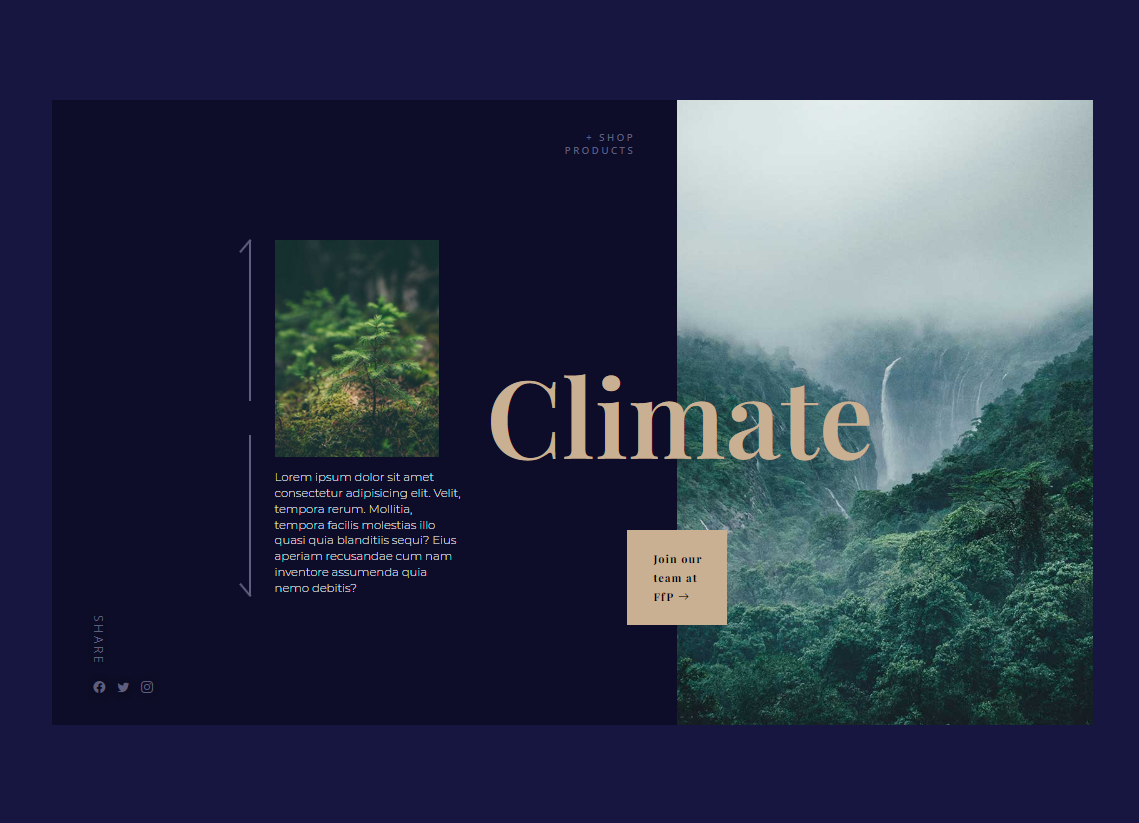 + SHOP
PRODUCTS
Climate
Lorem ipsum dolor sit amet
consectetur adipisicing elit. Velit,
tempora rerum. Mollitia,
tempora facilis molestias illo
quasi quia blanditiis sequi? Eius
aperiam recusandae cum nam
inventore assumenda quia
nemo debitis?
Join our
team at
FfP →
SHARE